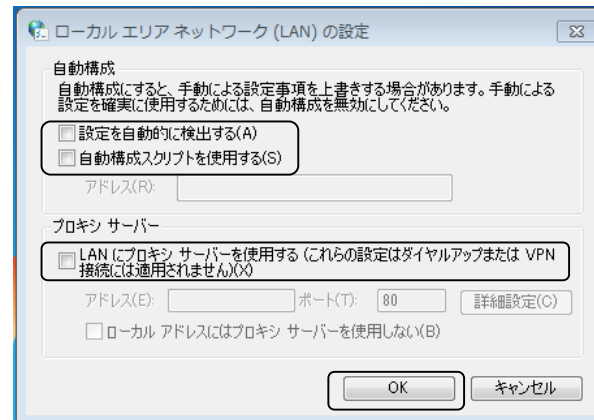 ローカル エリア ネットワーク (LAN) の設定
自動構成
自動構成にすると、手動による設定事項を上書きする場合があります。手動による
設定を確実に使用するためには、自動構成を無効にしてください。
設定を自動的に検出する(A)
自動構成スクリプトを使用する(S)
アドレス(R):
プロキシ サーバー
LAN にプロキシ サーバーを使用する (これらの設定はダイヤルアップまたは VPN
接続には適用されません)(X)
アドレス(E): ポート(T): 80 詳細設定(C)
ローカル アドレスにはプロキシ サーバーを使用しない(B)
OK キャンセル